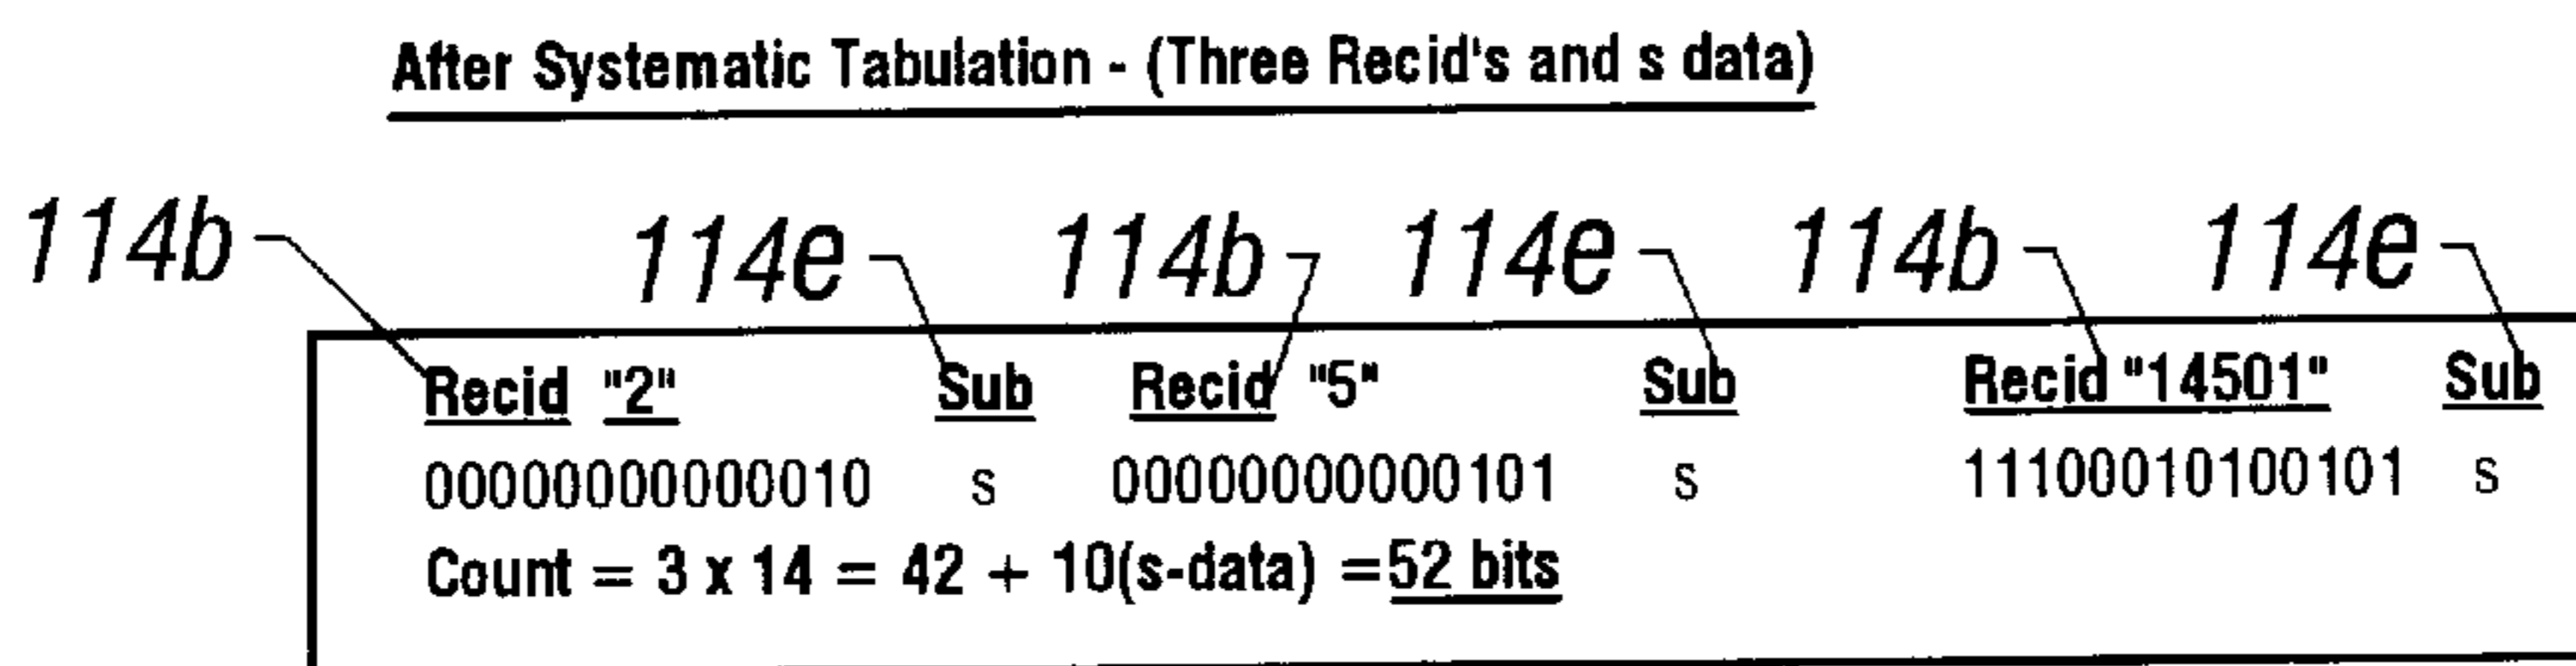 After Systematic Tabulation - (Three Recid's and s data)
114b 114e 114b 114e 114b 114e
Recid "2" Sub Recid "5" Sub Recid "14501" Sub
00000000000010 s 00000000000101 s 11100010100101 s
Count = 3 x 14 = 42 + 10(s-data) =52 bits